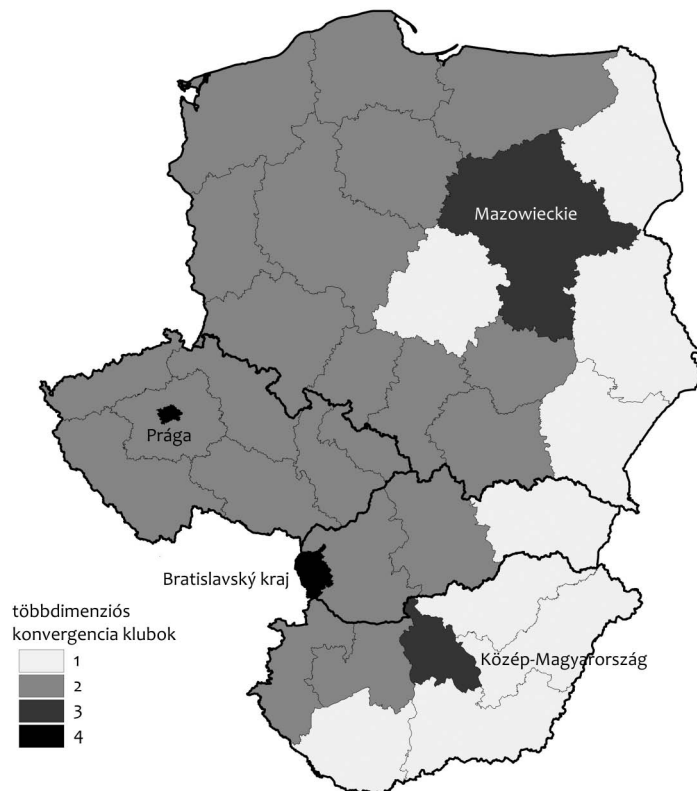 Mazowieckie
Prága
Bratislavský kraj
Közép-Magyarország
többdimenziós
konvergencia klubok
1
2
3
4